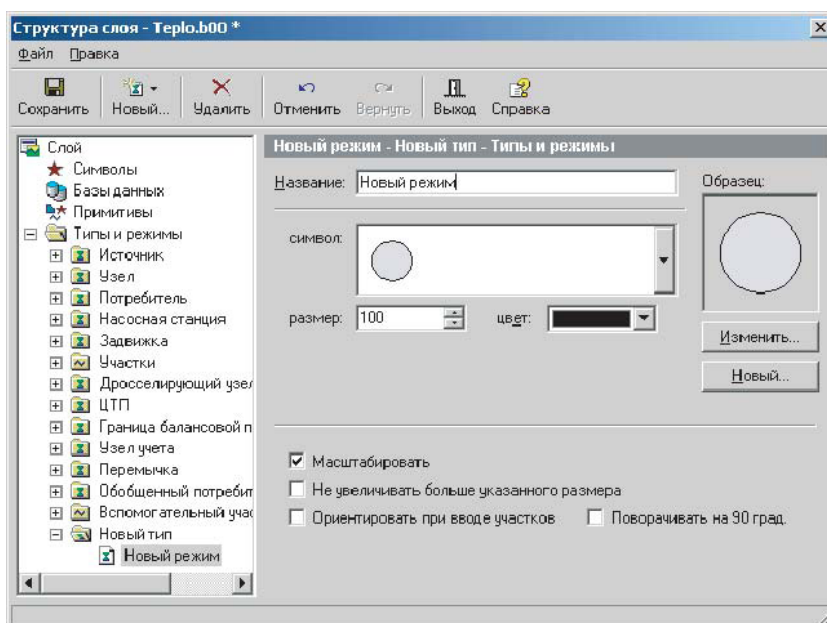 Структура слоя - Teplo.b00 *
Файл Правка
Сохранить Новый... Удалить Отменить Вернуть Выход Справка
Слой
Символы
Базы данных
Примитивы
Типы и режимы
Источник
Узел
Потребитель
Насосная станция
Задвижка
Участки
Дросселирующий узел
ЦТП
Граница балансовой п
Узел учета
Перемычка
Обобщенный потребит
Вспомогательный учас
Новый тип
Новый режим
Новый режим - Новый тип - Типы и режимы
Название: Новый режим
Образец:
символ:
размер: 100 цвет:
Изменить...
Новый...
Масштабировать
Не увеличивать больше указанного размера
Ориентировать при вводе участков Поворачивать на 90 град.